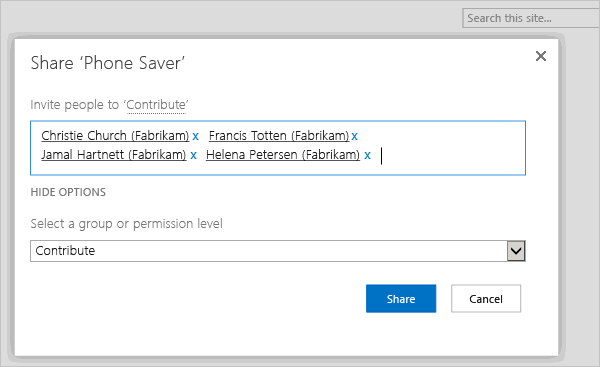 Search this site...
Share ‘Phone Saver’
Invite people to ‘Contribute’
Christie Church (Fabrikam) x Francis Totten (Fabrikam) x
Jamal Hartnett (Fabrikam) x Helena Petersen (Fabrikam) x
HIDE OPTIONS
Select a group or permission level
Contribute
Share Cancel